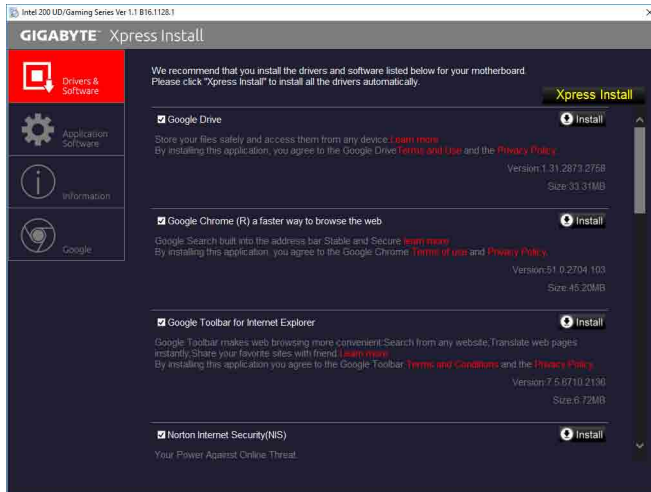 Intel 200 UD/Gaming Series Ver 1.1 B16.1128.1
GIGABYTE™ Xpress Install
Drivers &
Software
Application
Software
Information
Google
We recommend that you install the drivers and software listed below for your motherboard.
Please click "Xpress Install" to install all the drivers automatically.
Xpress Install
Google Drive
Install
Store your files safely and access them from any device.Learn more
By installing this application, you agree to the Google DriveTerms and Use and the Privacy Policy.
Version:1.31.2873.2758
Size:33.31MB
Google Chrome (R) a faster way to browse the web
Install
Google Search built into the address bar Stable and Secure learn more
By installing this application, you agree to the Google Chrome Terms of use and Privacy Policy.
Version:51.0.2704.103
Size:45.20MB
Google Toolbar for Internet Explorer
Install
Google Toolbar makes web browsing more convenient:Search from any website,Translate web pages
instantly,Share your favorite sites with friend.Learn more
By installing this application you agree to the Google Toolbar Terms and Conditions and the Privacy Policy.
Version:7.5.6710.2136
Size:6.72MB
Norton Internet Security(NIS)
Install
Your Power Against Online Threat.